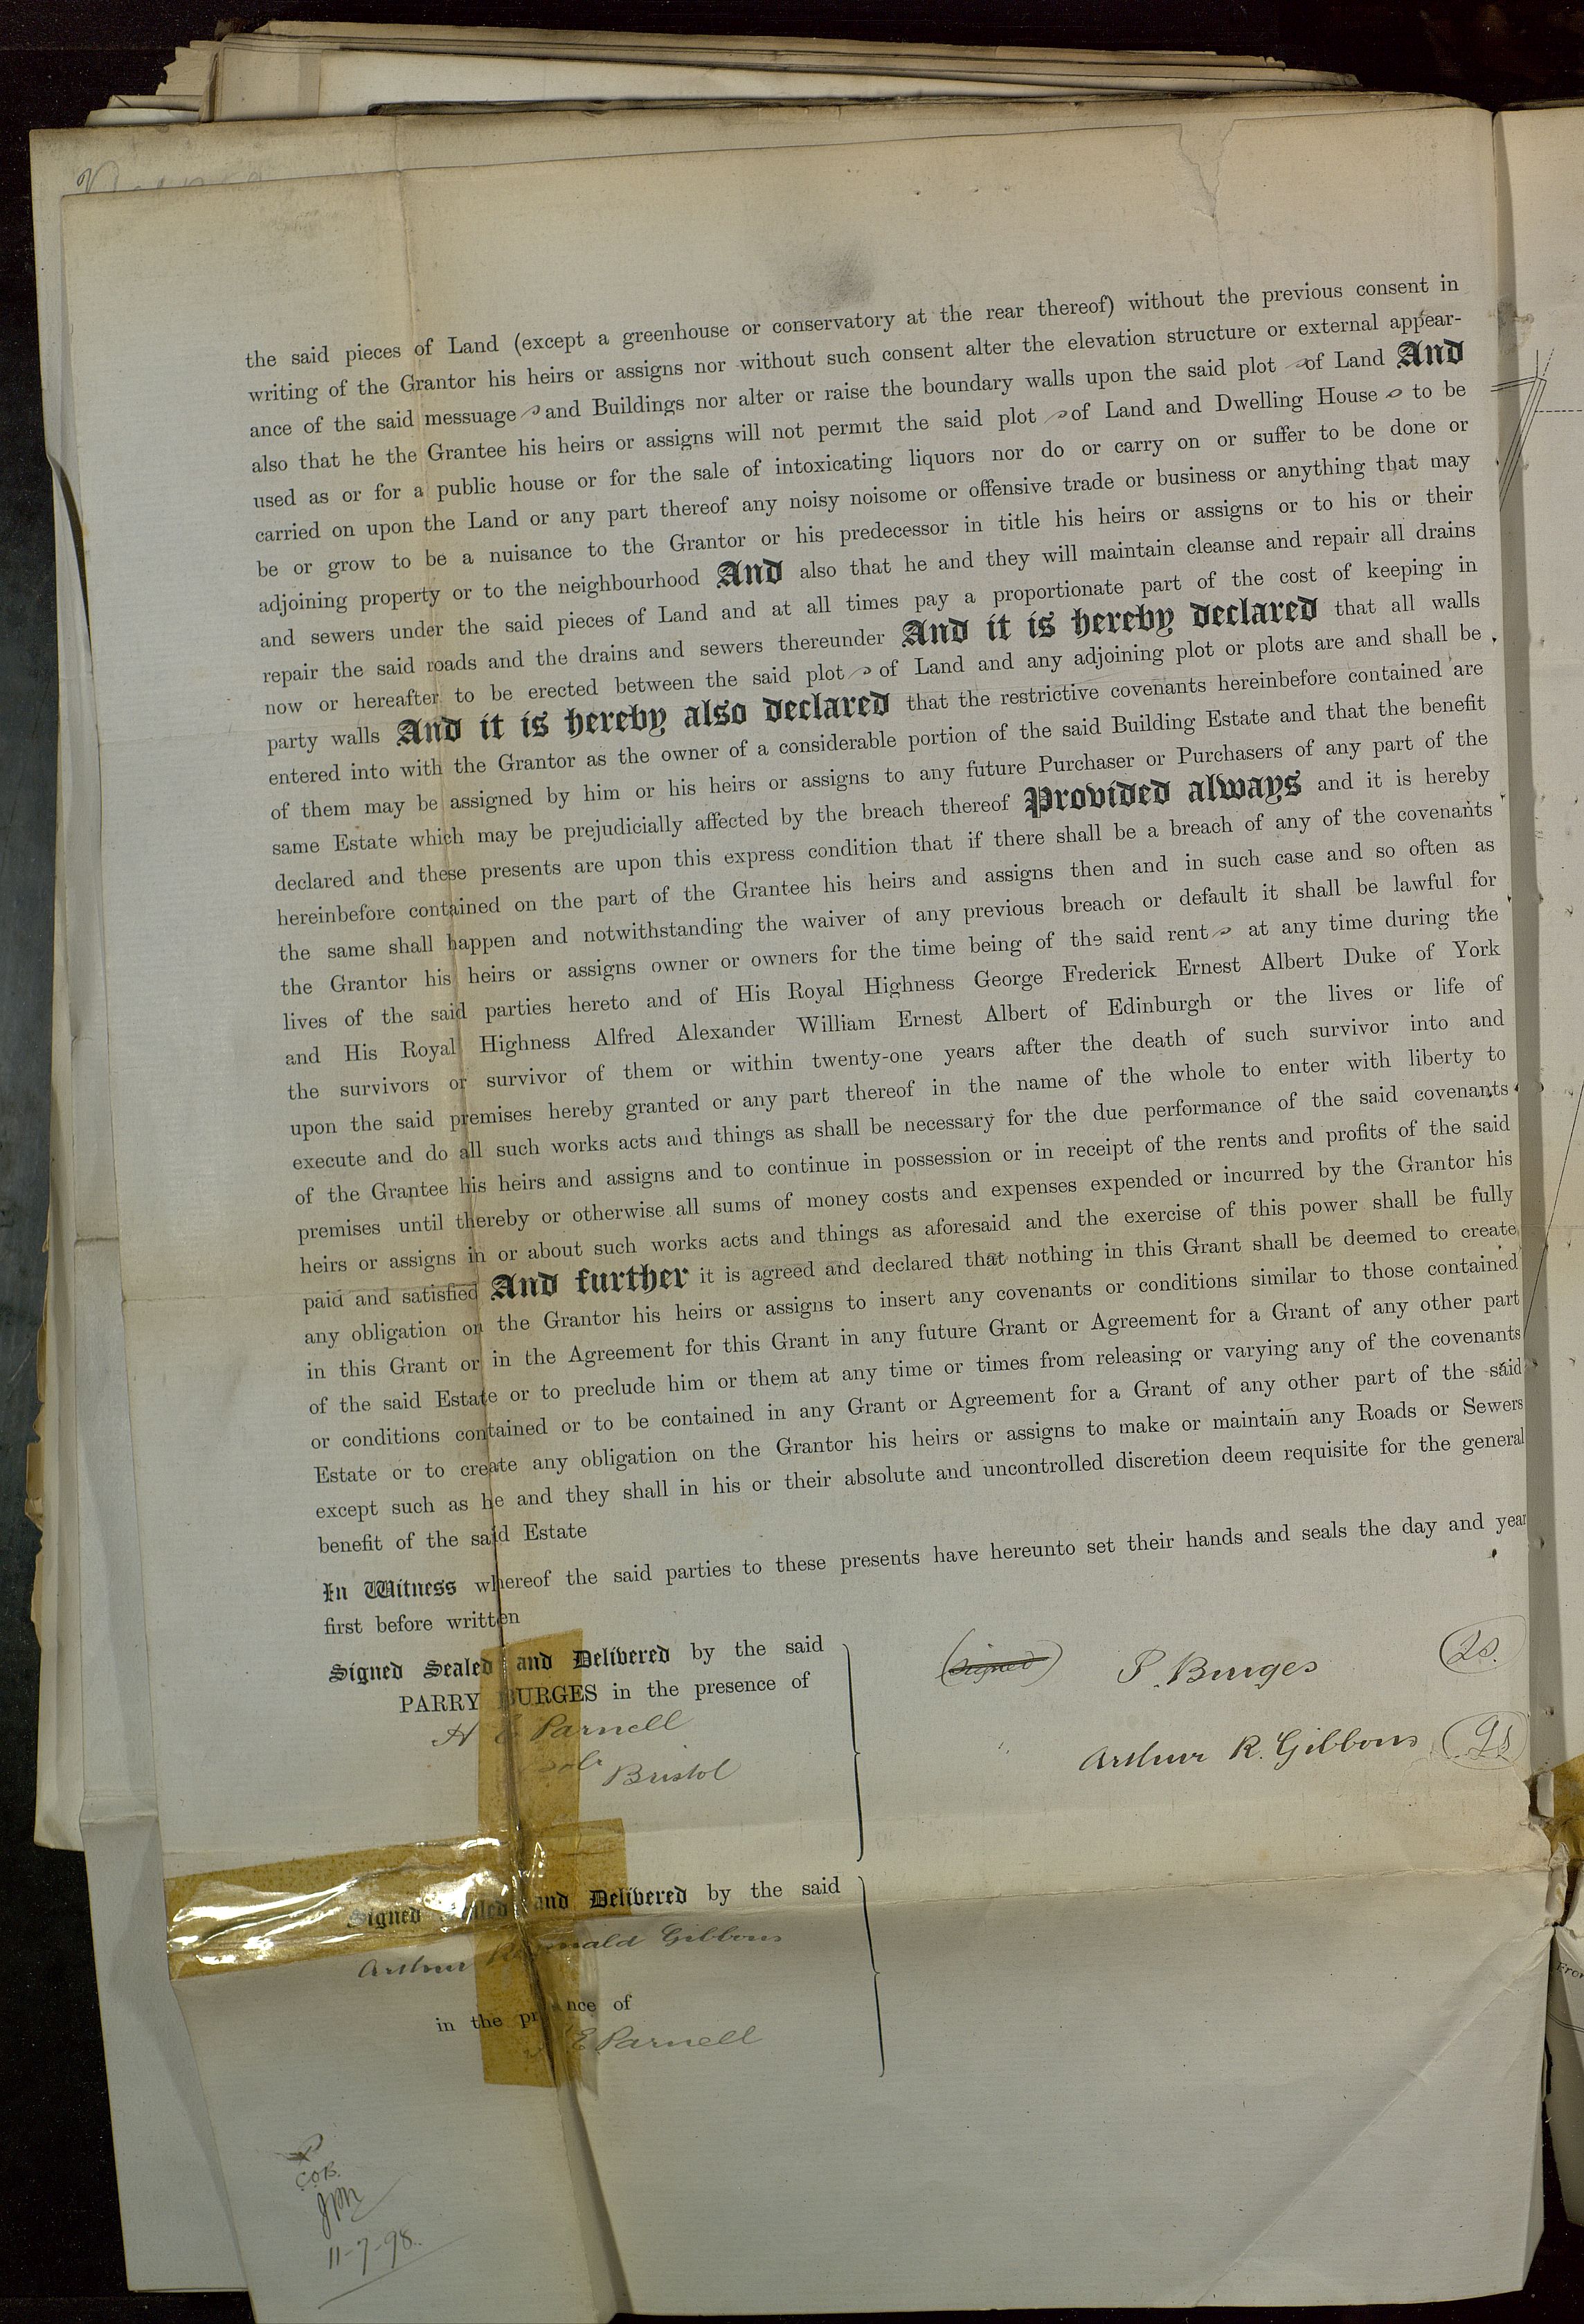 the said pieces of Land (except a greenhouse or conservatory at the rear thereof) without the previous consent in
writing of the Grantor his heirs or assigns nor without such consent alter the elevation structure or external appear-
ance of the said messuage and Buildings nor alter or raise the boundary walls upon the said plot of Land And
also that he the Grantee his heirs or assigns will not permit the said plot of Land and Dwelling House to be
used as or for a public house or for the sale of intoxicating liquors nor do or carry on or suffer to be done or
carried on upon the Land or any part thereof any noisy noisome or offensive trade or business or anything that may
be or grow to be a nuisance to the Grantor or his predecessor in title his heirs or assigns or to his or their
adjoining property or to the neighbourhood And also that he and they will maintain cleanse and repair all drains
and sewers under the said pieces of Land and at all times pay a proportionate part of the cost of keeping in
repair the said roads and the drains and sewers thereunder And it is hereby declared that all walls
now or hereafter to be erected between the said plot of Land and any adjoining plot or plots are and shall be
party walls And it is hereby also declared that the restrictive covenants hereinbefore contained are
entered into with the Grantor as the owner of a considerable portion of the said Building Estate and that the benefit
of them may be assigned by him or his heirs or assigns to any future Purchaser or Purchasers of any part of the
same Estate which may be prejudicially affected by the breach thereof Provided always and it is hereby
declared and these presents are upon this express condition that if there shall be a breach of any of the covenants
hereinbefore contained on the part of the Grantee his heirs and assigns then and in such case and so often as
the same shall happen and notwithstanding the waiver of any previous breach or default it shall be lawful for
the Grantor his heirs or assigns owner or owners for the time being of the said rent at any time during the
lives of the said parties hereto and of His Royal Highness George Frederick Ernest Albert Duke of York
and His Royal Highness Alfred Alexander William Ernest Albert of Edinburgh or the lives or life of
the survivors or survivor of them or within twenty-one years after the death of such survivor into and
upon the said premises hereby granted or any part thereof in the name of the whole to enter with liberty to
execute and do all such works acts and things as shall be necessary for the due performance of the said covenants
of the Grantee his heirs and assigns and to continue in possession or in receipt of the rents and profits of the said
premises until thereby or otherwise all sums of money costs and expenses expended or incurred by the Grantor his
heirs or assigns in or about such works acts and things as aforesaid and the exercise of this power shall be fully
paid and satisfied And further it is agreed and declared that nothing in this Grant shall be deemed to create
any obligation on the Grantor his heirs or assigns to insert any covenants or conditions similar to those contained
in this Grant or in the Agreement for this Grant in any future Grant or Agreement for a Grant of any other part
of the said Estate or to preclude him or them at any time or times from releasing or varying any of the covenants
or conditions contained or to be contained in any Grant or Agreement for a Grant of any other part of the said
Estate or to create any obligation on the Grantor his heirs or assigns to make or maintain any Roads or Sewers
except such as he and they shall in his or their absolute and uncontrolled discretion deem requisite for the general
benefit of the said Estate
In Witness whereof the said parties to these presents have hereunto set their hands and seals the day and year
first before written
Signed Sealed and Delivered by the said
PARRY BURGES in the presence of
H E Parnell
Solr
Bristol
(signed) P. Burges
Arthur R. Gibbons
Signed Sealed and Delivered by the said
Arthur Reginald Gibbons
in the presence of
E Parnell
11-7-98